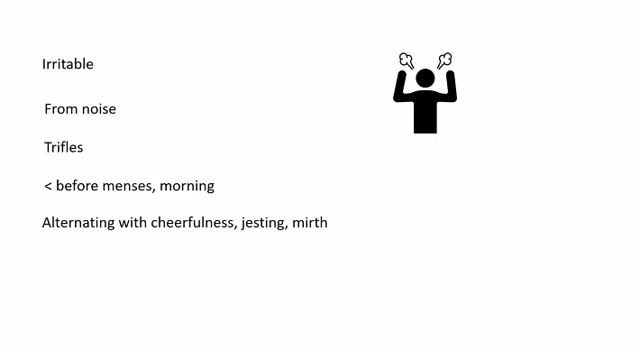 Irritable
From noise
Trifles
< before menses, morning
Alternating with cheerfulness, jesting, mirth